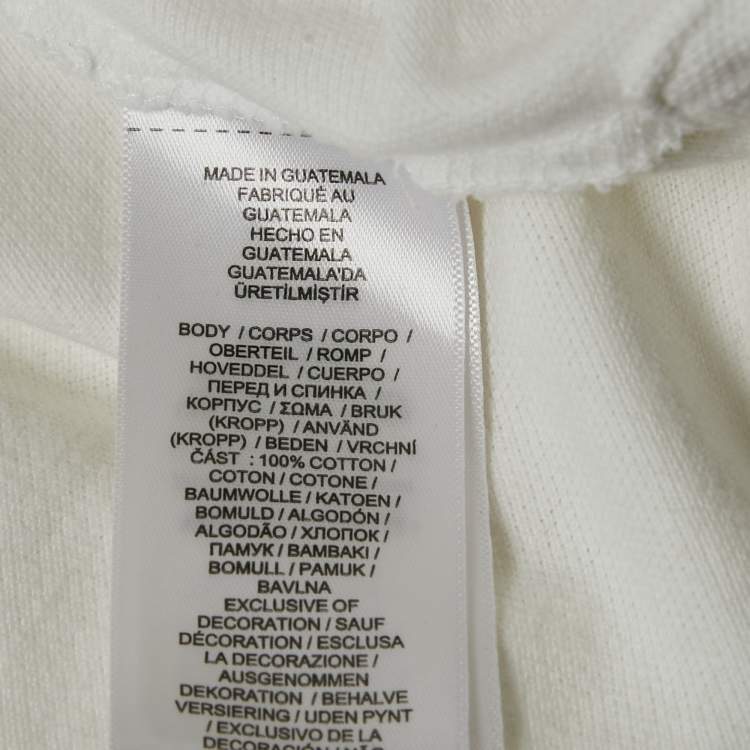 MADE IN GUATEMALA
FABRIQUÉ AU
GUATEMALA
HECHO EN
GUATEMALA
GUATEMALA'DA
ÜRETİLMİŞTİR
BODY / CORPS / CORPO /
OBERTEIL / ROMP /
HOVEDDEL / CUERPO /
ПЕРЕД И СПИНКА /
КОРПУС / ΣΩΜΑ / BRUK
(KROPP) / ANVÄND
(KROPP) / BEDEN / VRCHNÍ
ČÁST : 100% COTTON /
COTON / COTONE /
BAUMWOLLE / KATOEN /
BOMULD / ALGODÓN /
ALGODÃO / ХЛОПОК /
ПАМУК / ΒΑΜΒΑΚΙ /
BOMULL / PAMUK /
BAVLNA
EXCLUSIVE OF
DECORATION / SAUF
DÉCORATION / ESCLUSA
LA DECORAZIONE /
AUSGENOMMEN
DEKORATION / BEHALVE
VERSIERING / UDEN PYNT
/ EXCLUSIVO DE LA
DECORACIÓN / NÃO